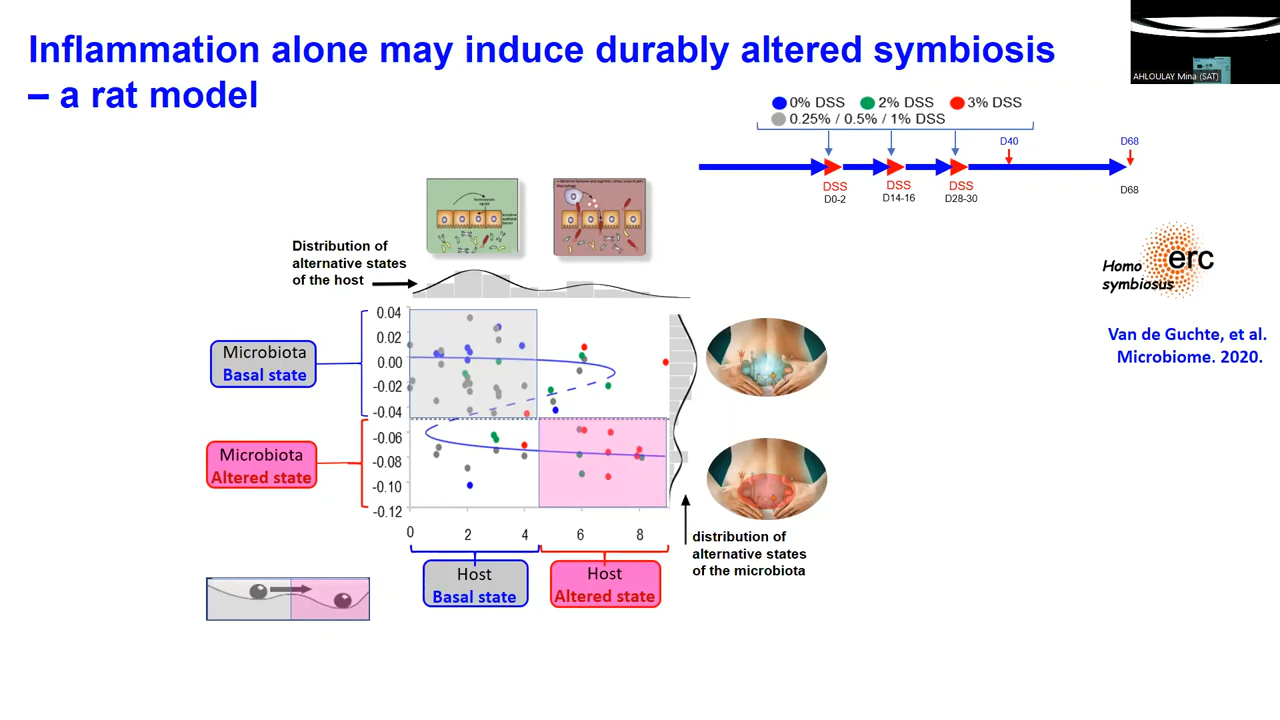 Inflammation alone may induce durably altered symbiosis
– a rat model
AHLOULAY Mina (SAT)
0% DSS 2% DSS 3% DSS
0.25% / 0.5% / 1% DSS
D40 D68
DSS DSS DSS
D0-2 D14-16 D28-30 D68
Distribution of
alternative states
of the host
erc
Homo
symbiosus
Van de Guchte, et al.
Microbiome. 2020.
Microbiota
Basal state
Microbiota
Altered state
0.04
0.02
0.00
-0.02
-0.04
-0.06
-0.08
-0.10
-0.12
0 2 4 6 8
distribution of
alternative states
of the microbiota
Host
Basal state
Host
Altered state